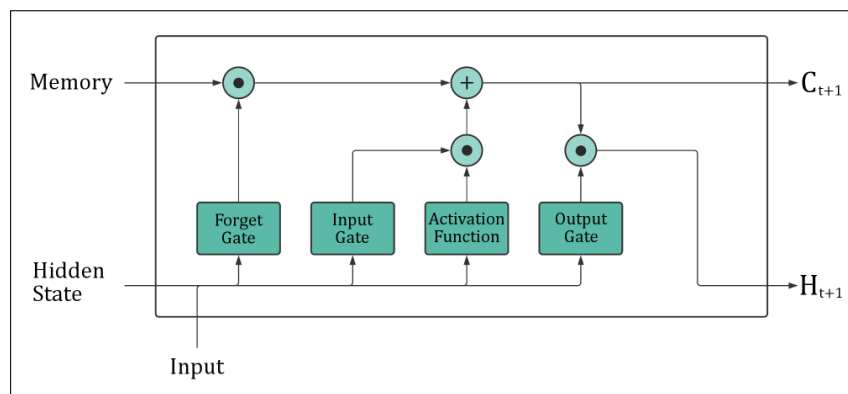 Memory
+
C t+1
Forget
Gate
Input
Gate
Activation
Function
Output
Gate
Hidden
State
H t+1
Input